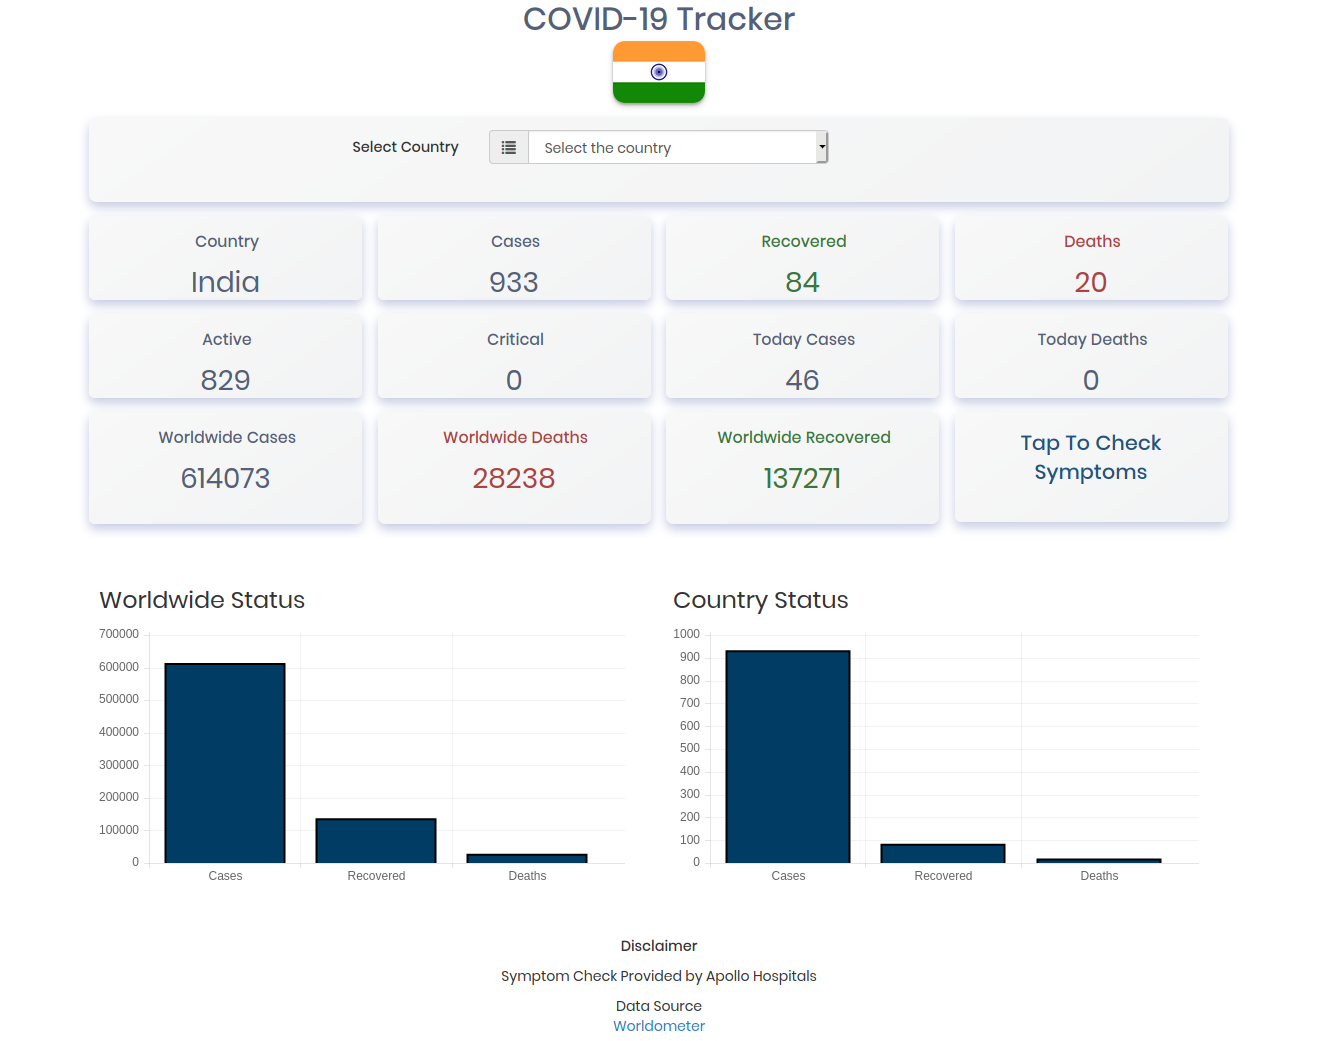 COVID-19 Tracker
Select Country
Select the country
Country
India
Cases
933
Recovered
84
Deaths
20
Active
829
Critical
0
Today Cases
46
Today Deaths
0
Worldwide Cases
614073
Worldwide Deaths
28238
Worldwide Recovered
137271
Tap To Check
Symptoms
Worldwide Status
700000
600000
500000
400000
300000
200000
100000
0
Cases
Recovered
Deaths
Country Status
1000
900
800
700
600
500
400
300
200
100
0
Cases
Recovered
Deaths
Disclaimer
Symptom Check Provided by Apollo Hospitals
Data Source
Worldometer